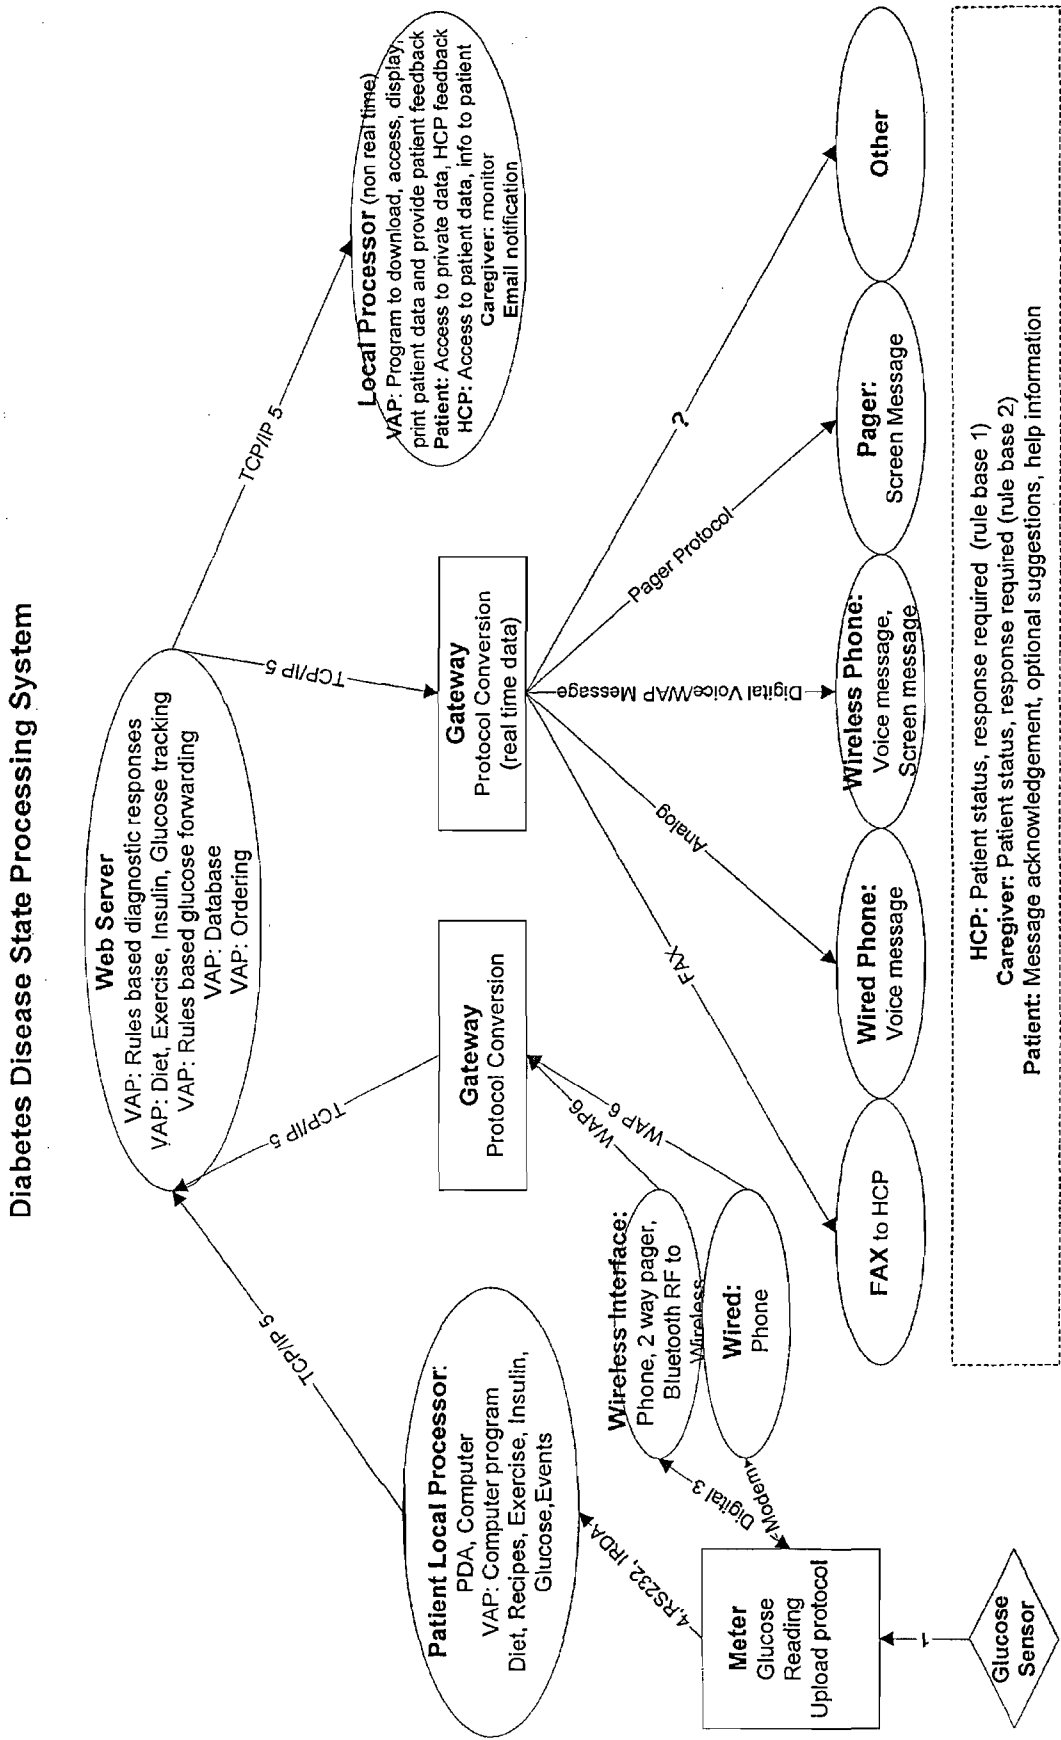 Diabetes Disease State Processing System
Web Server
VAP: Rules based diagnostic responses
VAP: Diet, Exercise, Insulin, Glucose tracking
VAP: Rules based glucose forwarding
VAP: Database
VAP: Ordering
TCP/IP 5
TCP/IP 5
TCP/IP 5
TCP/IP 5
Patient Local Processor:
PDA, Computer
VAP: Computer program
Diet, Recipes, Exercise, Insulin,
Glucose,Events
Gateway
Protocol Conversion
Gateway
Protocol Conversion
(real time data)
Local Processor (non real time)
VAP: Program to download, access, display,
print patient data and provide patient feedback
Patient: Access to private data, HCP feedback
HCP: Access to patient data, info to patient
Caregiver: monitor
Email notification
4,RS232, IRDA
Digital 3
Modem
WAP6
WAP 6
Wireless Interface:
Phone, 2 way pager,
Bluetooth RF to
Wireless
Wired:
Phone
Meter
Glucose
Reading
Upload protocol
1
Glucose
Sensor
FAX
Analog
Digital Voice/WAP Message
Pager Protocol
?
FAX to HCP
Wired Phone:
Voice message
Wireless Phone:
Voice message,
Screen message
Pager:
Screen Message
Other
HCP: Patient status, response required (rule base 1)
Caregiver: Patient status, response required (rule base 2)
Patient: Message acknowledgement, optional suggestions, help information